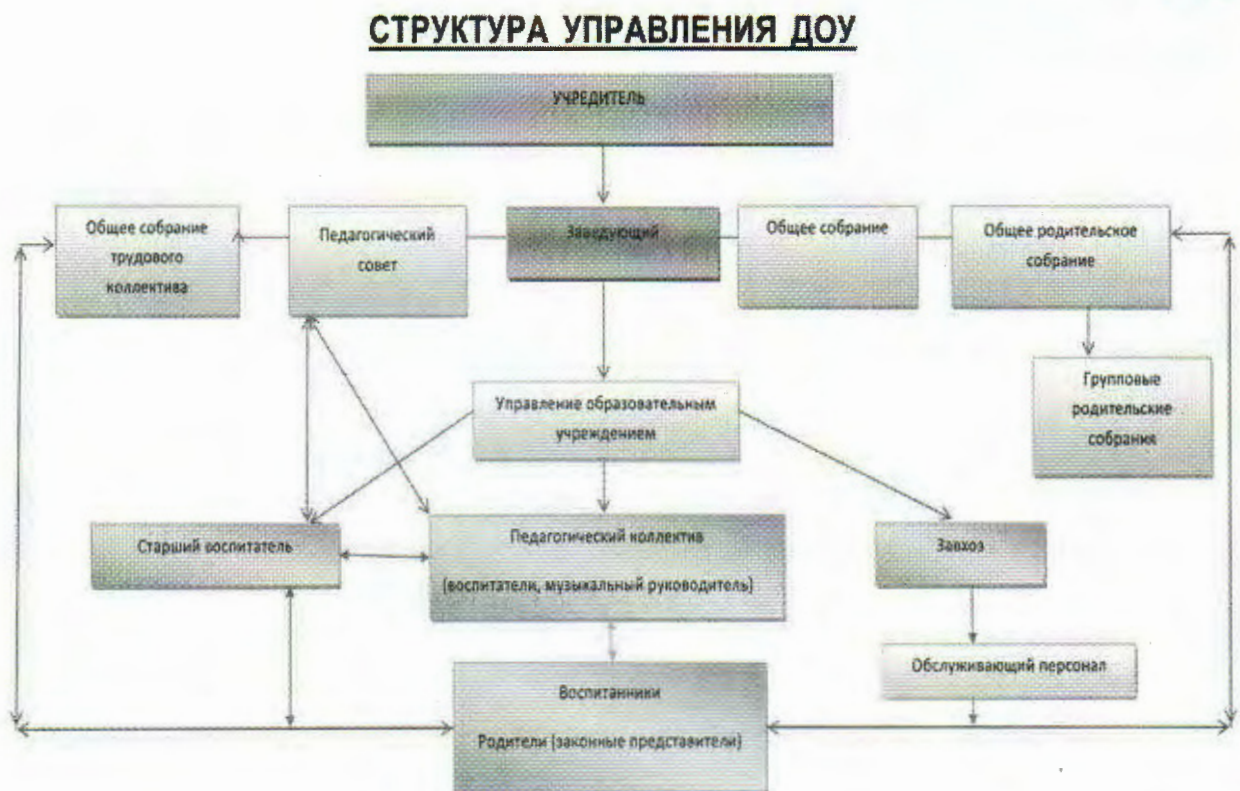 СТРУКТУРА УПРАВЛЕНИЯ ДОУ
УЧРЕДИТЕЛЬ
Общее собрание
трудового
коллектива
Педагогический
совет
Заведующий
Общее собрание
Общее родительское
собрание
Групповые
родительские
собрания
Управление образовательным
учреждением
Старший воспитатель
Педагогический коллектив
(воспитатели, музыкальный руководитель)
Завхоз
Обслуживающий персонал
Воспитанники
Родители (законные представители)